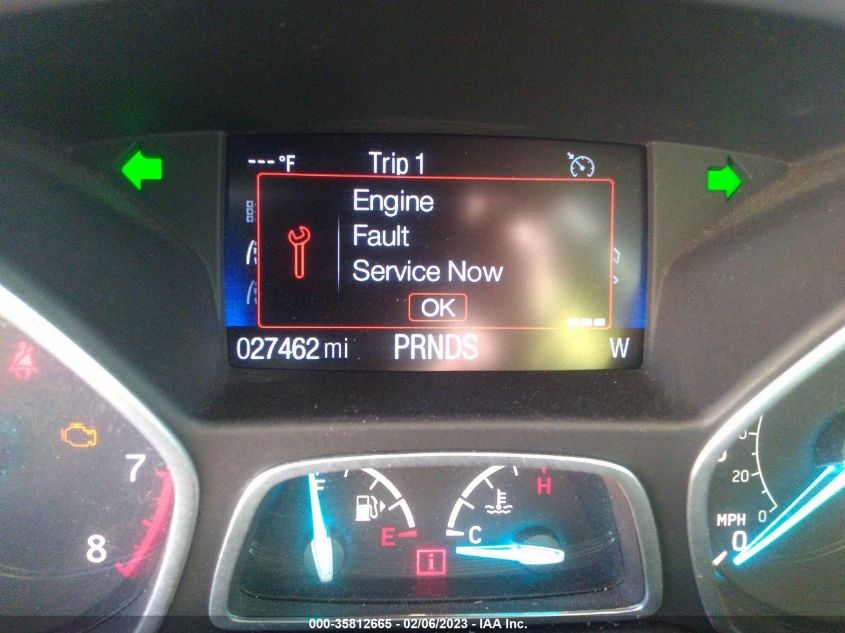 ---°F Trip 1
Engine
Fault
Service Now
OK
027462 mi PRNDS W
7
8
F
E
H
C
i
20
0
MPH
0
000-35812665 - 02/06/2023 - IAA Inc.